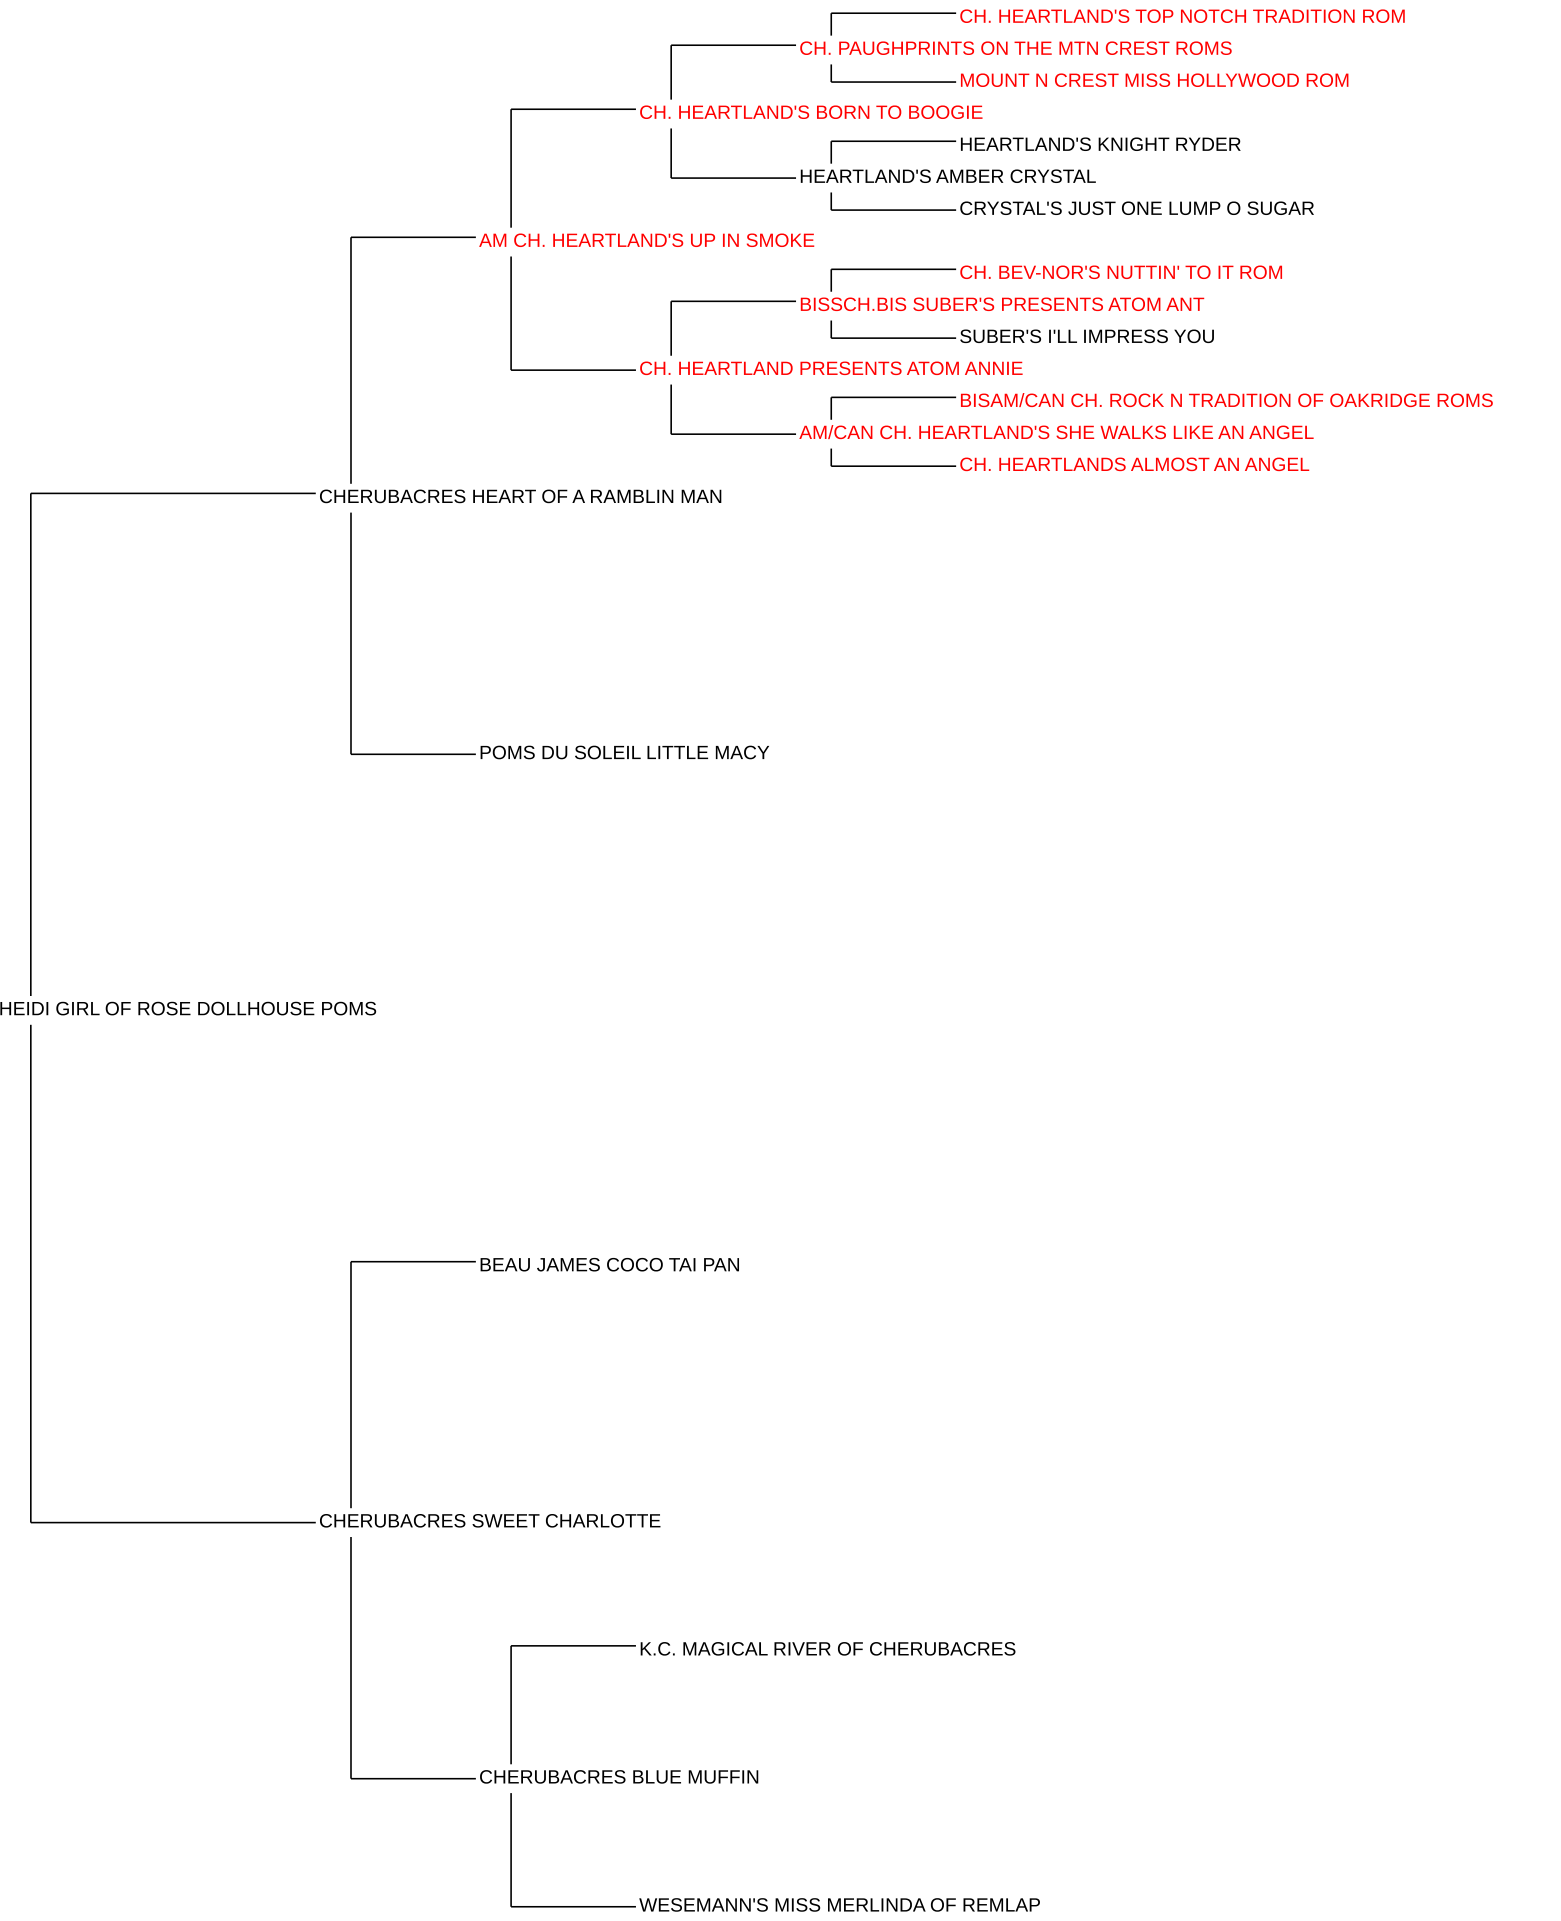 CH. HEARTLAND'S TOP NOTCH TRADITION ROM
CH. PAUGHPRINTS ON THE MTN CREST ROMS
MOUNT N CREST MISS HOLLYWOOD ROM
CH. HEARTLAND'S BORN TO BOOGIE
HEARTLAND'S KNIGHT RYDER
HEARTLAND'S AMBER CRYSTAL
CRYSTAL'S JUST ONE LUMP O SUGAR
AM CH. HEARTLAND'S UP IN SMOKE
CH. BEV-NOR'S NUTTIN' TO IT ROM
BISSCH.BIS SUBER'S PRESENTS ATOM ANT
SUBER'S I'LL IMPRESS YOU
CH. HEARTLAND PRESENTS ATOM ANNIE
BISAM/CAN CH. ROCK N TRADITION OF OAKRIDGE ROMS
AM/CAN CH. HEARTLAND'S SHE WALKS LIKE AN ANGEL
CH. HEARTLANDS ALMOST AN ANGEL
CHERUBACRES HEART OF A RAMBLIN MAN
POMS DU SOLEIL LITTLE MACY
HEIDI GIRL OF ROSE DOLLHOUSE POMS
BEAU JAMES COCO TAI PAN
CHERUBACRES SWEET CHARLOTTE
K.C. MAGICAL RIVER OF CHERUBACRES
CHERUBACRES BLUE MUFFIN
WESEMANN'S MISS MERLINDA OF REMLAP